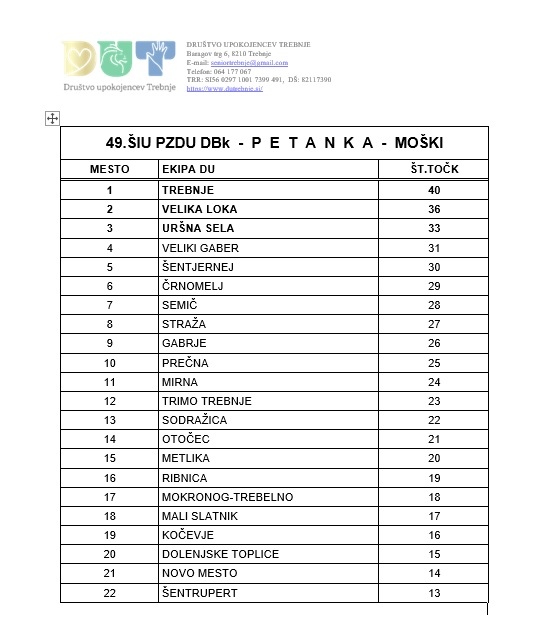 DUT
Društvo upokojencev Trebnje
DRUŠTVO UPOKOJENCEV TREBNJE
Baragov trg 6, 8210 Trebnje
E-mail: seniortrebnje@gmail.com
Telefon: 064 177 067
TRR: SI56 0297 1001 7399 491, DŠ: 82117390
https://www.dutrebnje.si/
49.ŠIU PZDU DBk - P E T A N K A - MOŠKI
MESTO EKIPA DU ŠT.TOČK
1 TREBNJE 40
2 VELIKA LOKA 36
3 URŠNA SELA 33
4 VELIKI GABER 31
5 ŠENTJERNEJ 30
6 ČRNOMELJ 29
7 SEMIČ 28
8 STRAŽA 27
9 GABRJE 26
10 PREČNA 25
11 MIRNA 24
12 TRIMO TREBNJE 23
13 SODRAŽICA 22
14 OTOČEC 21
15 METLIKA 20
16 RIBNICA 19
17 MOKRONOG-TREBELNO 18
18 MALI SLATNIK 17
19 KOČEVJE 16
20 DOLENJSKE TOPLICE 15
21 NOVO MESTO 14
22 ŠENTRUPERT 13